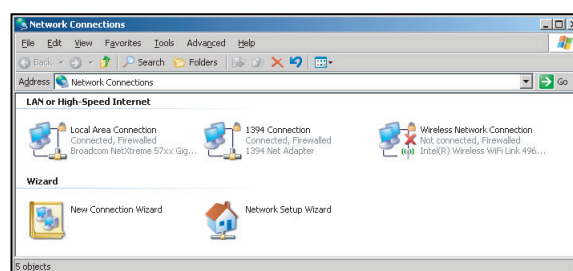 Network Connections
File Edit View Favorites Tools Advanced Help
Back Search Folders
Address Network Connections Go
LAN or High-Speed Internet
Local Area Connection
Connected, Firewalled
Broadcom NetXtreme 57xx Gig...
1394 Connection
Connected, Firewalled
1394 Net Adapter
Wireless Network Connection
Not connected, Firewalled
Intel(R) Wireless WiFi Link 496...
Wizard
New Connection Wizard
Network Setup Wizard
5 objects